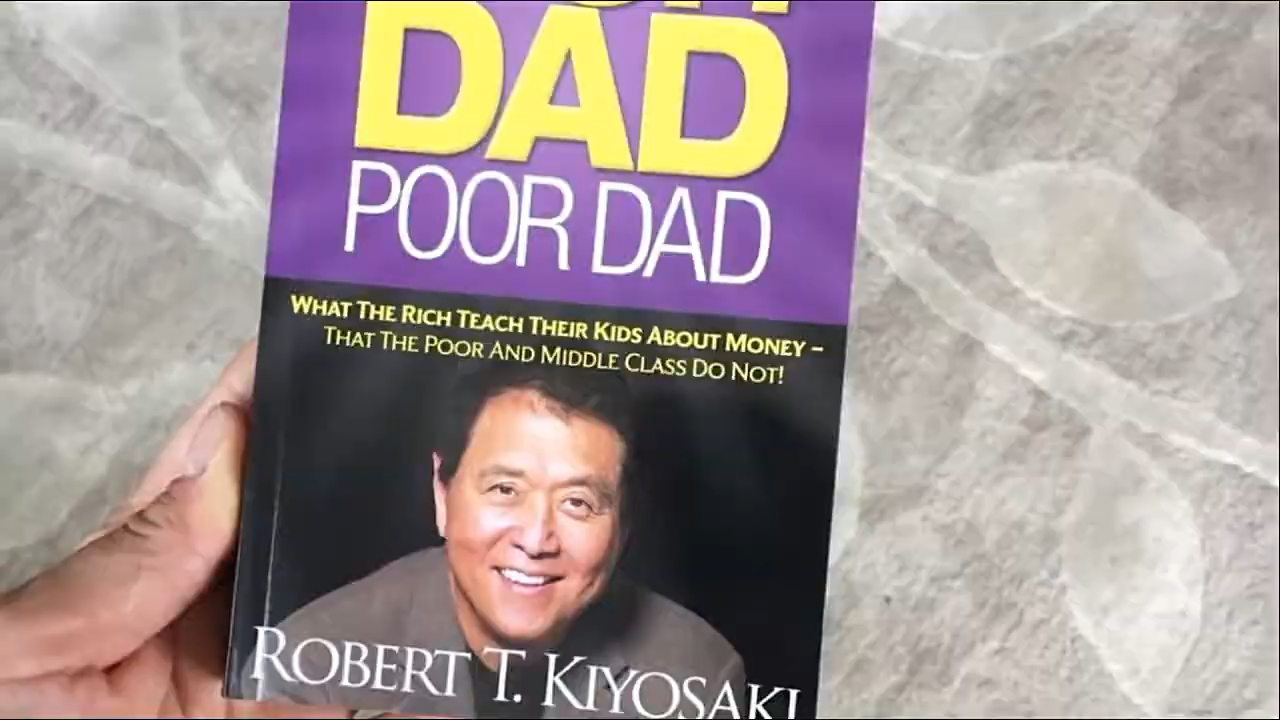 DAD
POOR DAD
WHAT THE RICH TEACH THEIR KIDS ABOUT MONEY –
THAT THE POOR AND MIDDLE CLASS DO NOT!
ROBERT T. KIYOSAKI